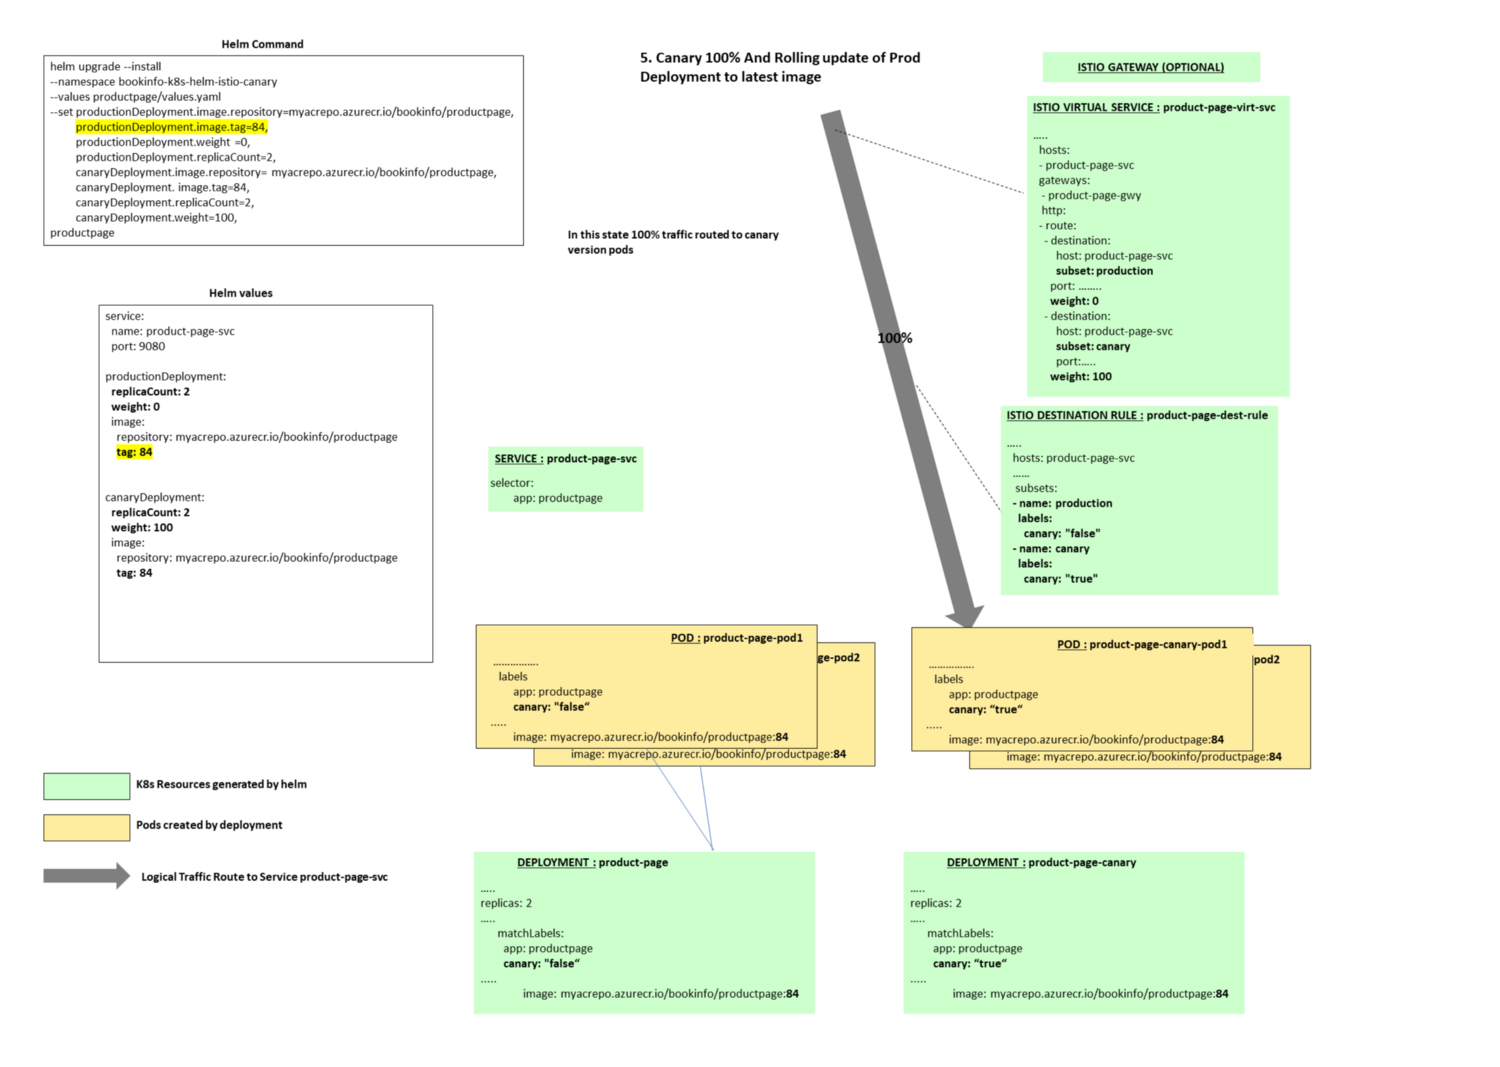 Helm Command
helm upgrade --install
--namespace bookinfo-k8s-helm-istio-canary
--values productpage/values.yaml
--set productionDeployment.image.repository=myacrepo.azurecr.io/bookinfo/productpage,
productionDeployment.image.tag=84,
productionDeployment.weight =0,
productionDeployment.replicaCount=2,
canaryDeployment.image.repository= myacrepo.azurecr.io/bookinfo/productpage,
canaryDeployment. image.tag=84,
canaryDeployment.replicaCount=2,
canaryDeployment.weight=100,
productpage
Helm values
service:
name: product-page-svc
port: 9080
productionDeployment:
replicaCount: 2
weight: 0
image:
repository: myacrepo.azurecr.io/bookinfo/productpage
tag: 84
canaryDeployment:
replicaCount: 2
weight: 100
image:
repository: myacrepo.azurecr.io/bookinfo/productpage
tag: 84
K8s Resources generated by helm
Pods created by deployment
Logical Traffic Route to Service product-page-svc
5. Canary 100% And Rolling update of Prod
Deployment to latest image
In this state 100% traffic routed to canary
version pods
100%
SERVICE : product-page-svc
selector:
app: productpage
ISTIO GATEWAY (OPTIONAL)
ISTIO VIRTUAL SERVICE : product-page-virt-svc
.....
hosts:
- product-page-svc
gateways:
- product-page-gwy
http:
- route:
- destination:
host: product-page-svc
subset: production
port: ........
weight: 0
- destination:
host: product-page-svc
subset: canary
port:.....
weight: 100
ISTIO DESTINATION RULE : product-page-dest-rule
.....
hosts: product-page-svc
......
subsets:
- name: production
labels:
canary: "false"
- name: canary
labels:
canary: "true"
POD : product-page-pod1
................
labels
app: productpage
canary: "false“
.....
image: myacrepo.azurecr.io/bookinfo/productpage:84
ge-pod2
image: myacrepo.azurecr.io/bookinfo/productpage:84
POD : product-page-canary-pod1
................
labels
app: productpage
canary: “true“
.....
image: myacrepo.azurecr.io/bookinfo/productpage:84
pod2
image: myacrepo.azurecr.io/bookinfo/productpage:84
DEPLOYMENT : product-page
.....
replicas: 2
.....
matchLabels:
app: productpage
canary: "false“
.....
image: myacrepo.azurecr.io/bookinfo/productpage:84
DEPLOYMENT : product-page-canary
.....
replicas: 2
.....
matchLabels:
app: productpage
canary: “true“
.....
image: myacrepo.azurecr.io/bookinfo/productpage:84